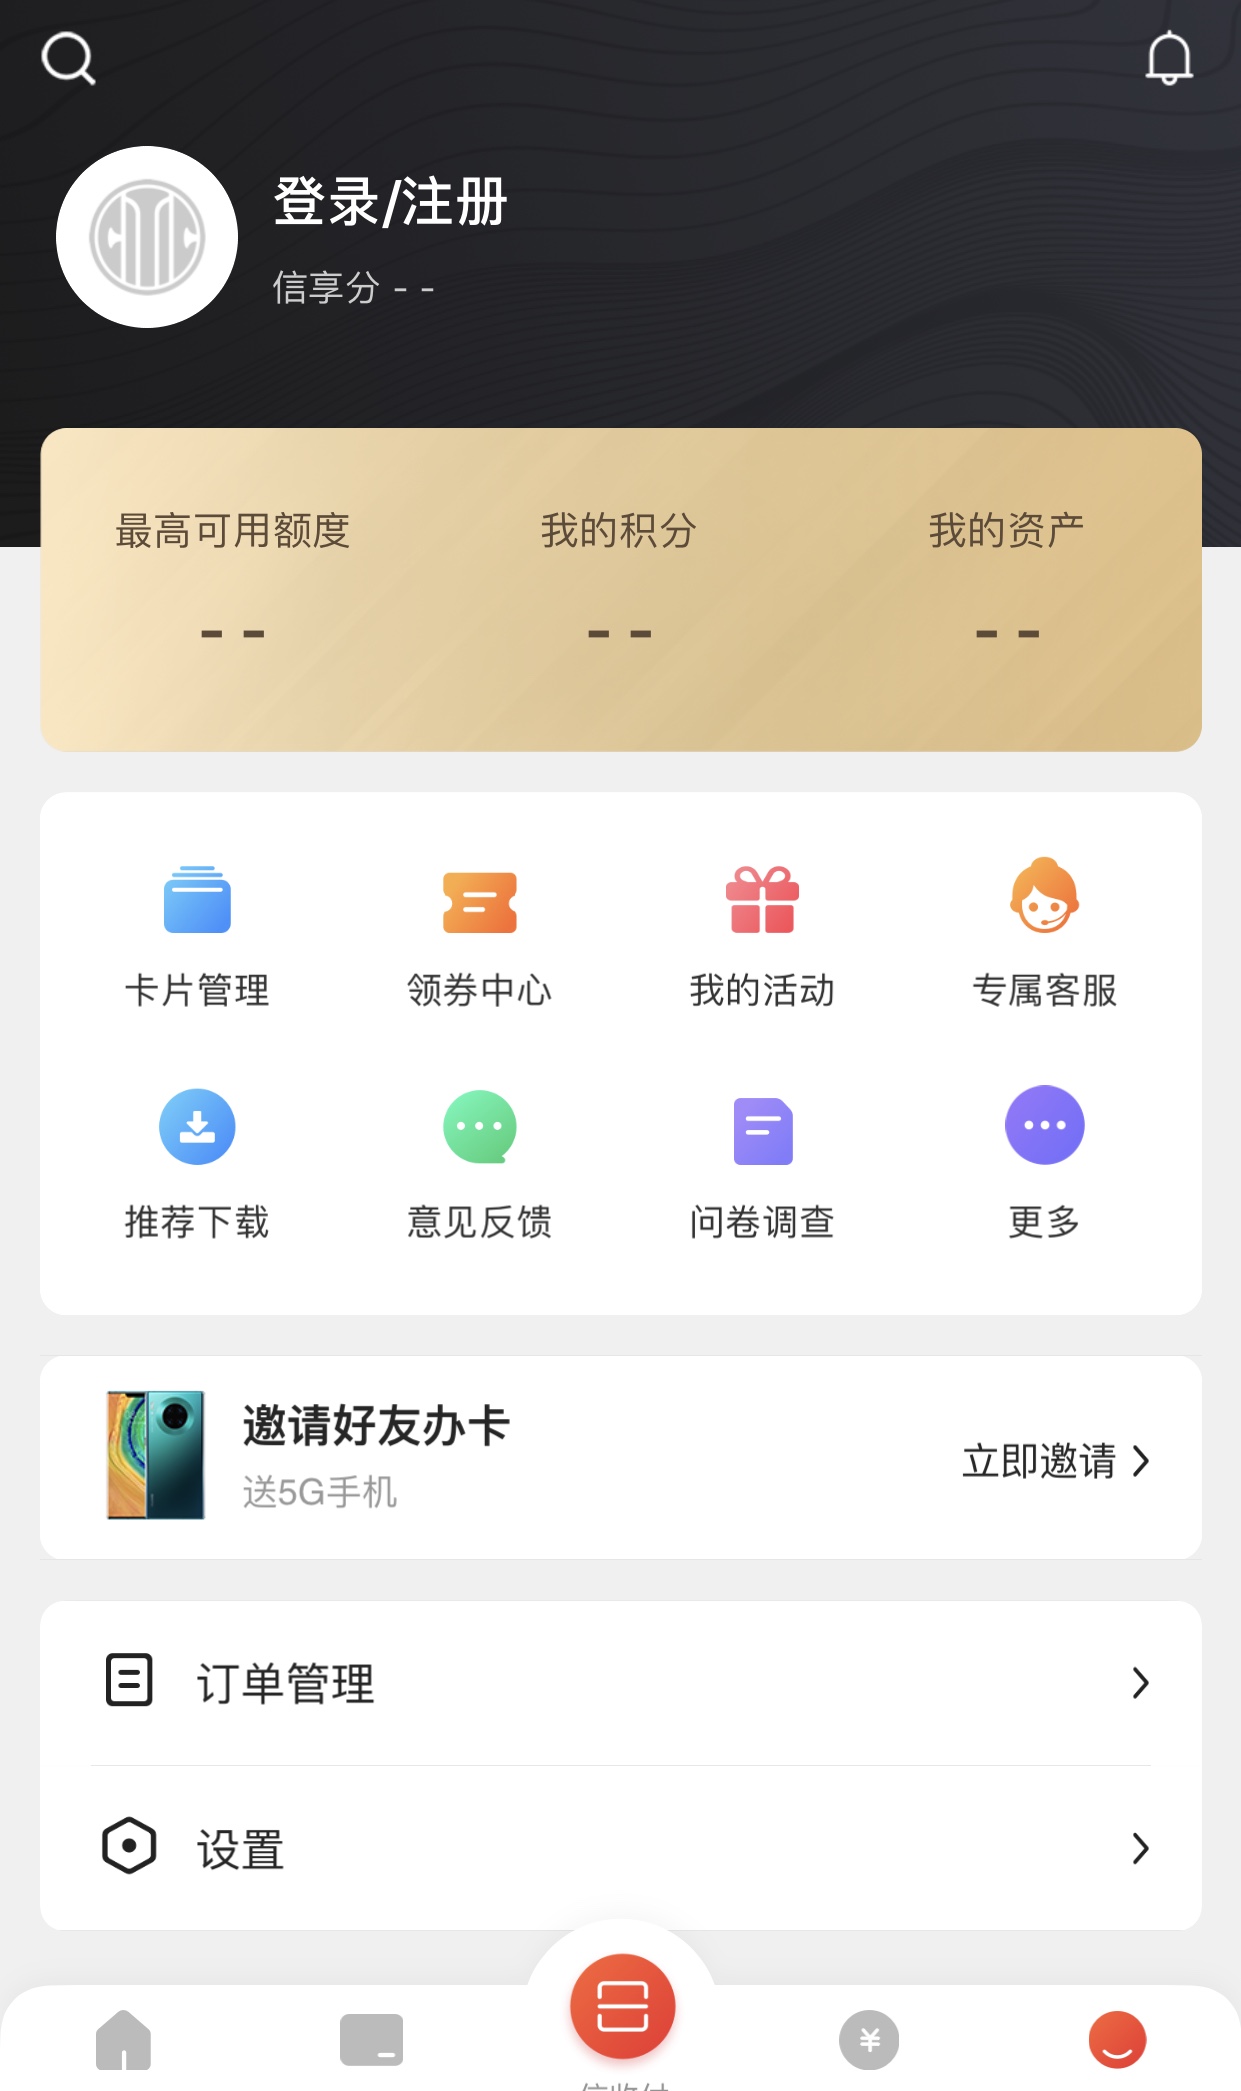 登录/注册
信享分 - -
最高可用额度 我的积分 我的资产
- - - - - -
卡片管理 领券中心 我的活动 专属客服
推荐下载 意见反馈 问卷调查 更多
邀请好友办卡
送5G手机
立即邀请
订单管理
设置